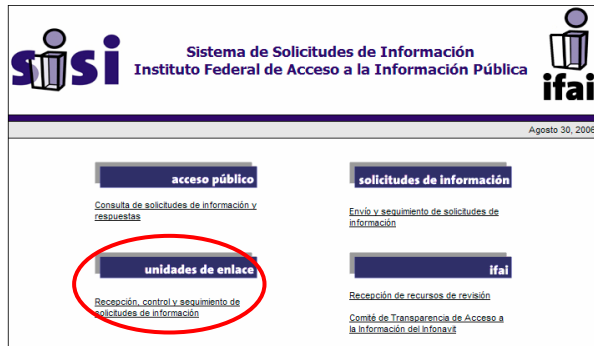 sisi
Sistema de Solicitudes de Información
Instituto Federal de Acceso a la Información Pública
ifai
Agosto 30, 2006
acceso público
Consulta de solicitudes de información y
respuestas
solicitudes de información
Envío y seguimiento de solicitudes de
información
unidades de enlace
Recepción, control y seguimiento de
solicitudes de información
ifai
Recepción de recursos de revisión
Comité de Transparencia de Acceso a
la Información del Infonavit